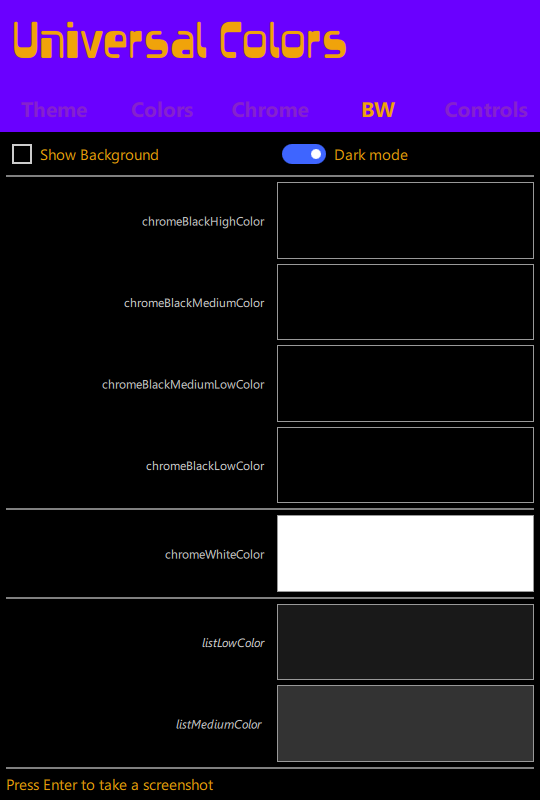 Universal Colors
Theme Colors Chrome BW Controls
Show Background Dark mode
chromeBlackHighColor
chromeBlackMediumColor
chromeBlackMediumLowColor
chromeBlackLowColor
chromeWhiteColor
listLowColor
listMediumColor
Press Enter to take a screenshot